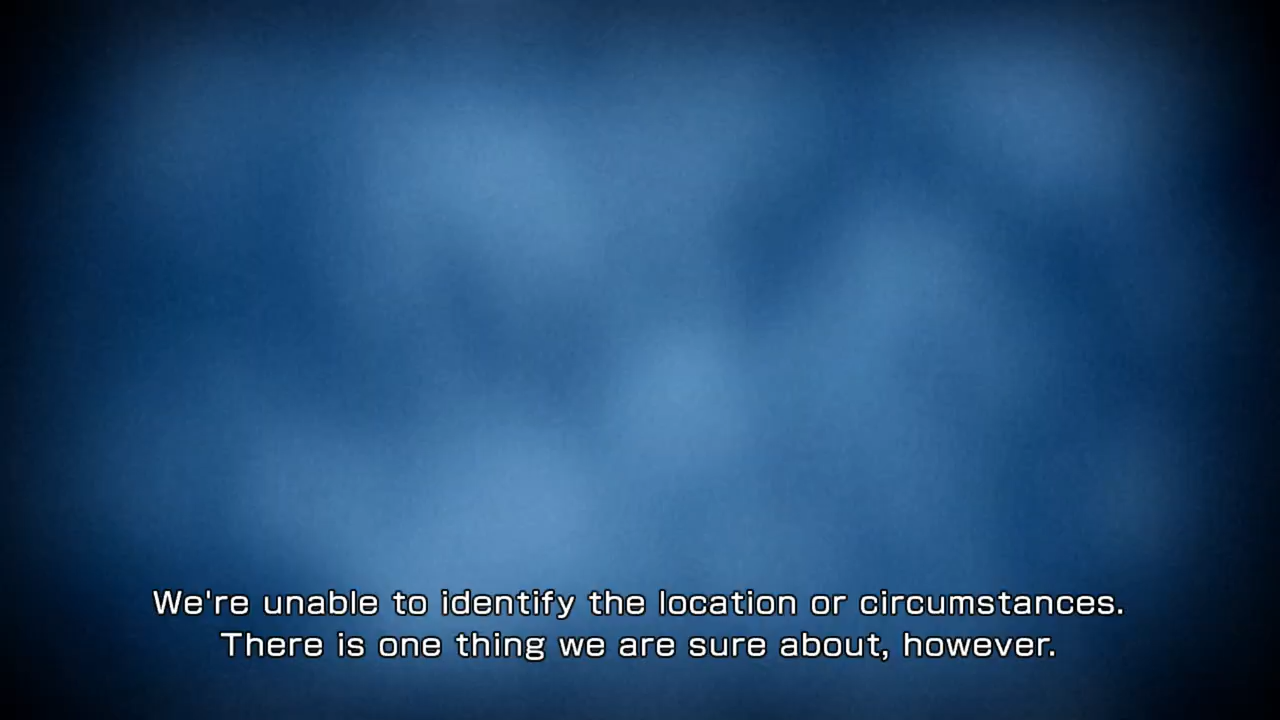 We're unable to identify the location or circumstances.
There is one thing we are sure about, however.